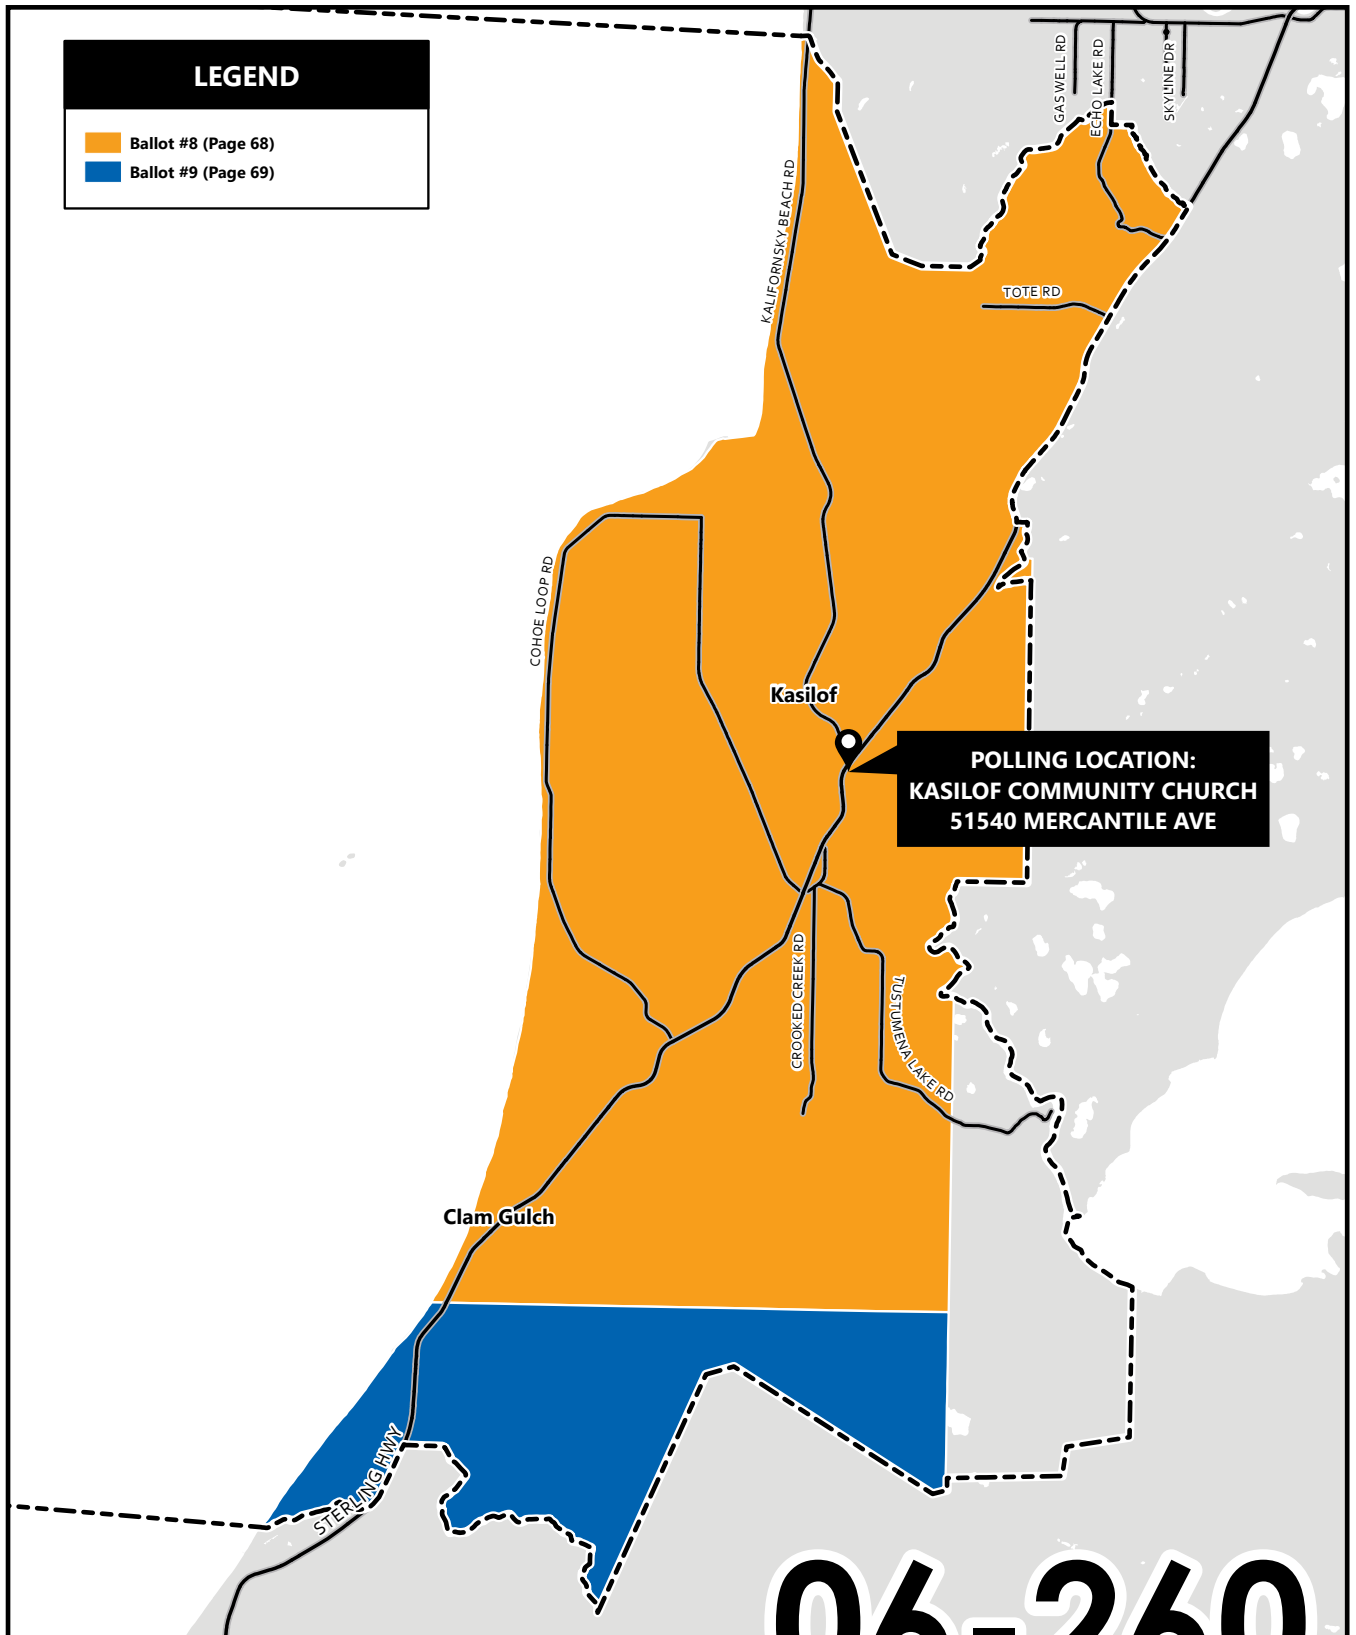 LEGEND
Ballot #8 (Page 68)
Ballot #9 (Page 69)
GASWELL RD
ECHO LAKE RD
SKYLINE DR
KALIFORNSKY BEACH RD
TOTE RD
COHOE LOOP RD
Kasilof
POLLING LOCATION:
KASILOF COMMUNITY CHURCH
51540 MERCANTILE AVE
CROOKED CREEK RD
TUSTUMENA LAKE RD
Clam Gulch
STERLING HWY
06-260